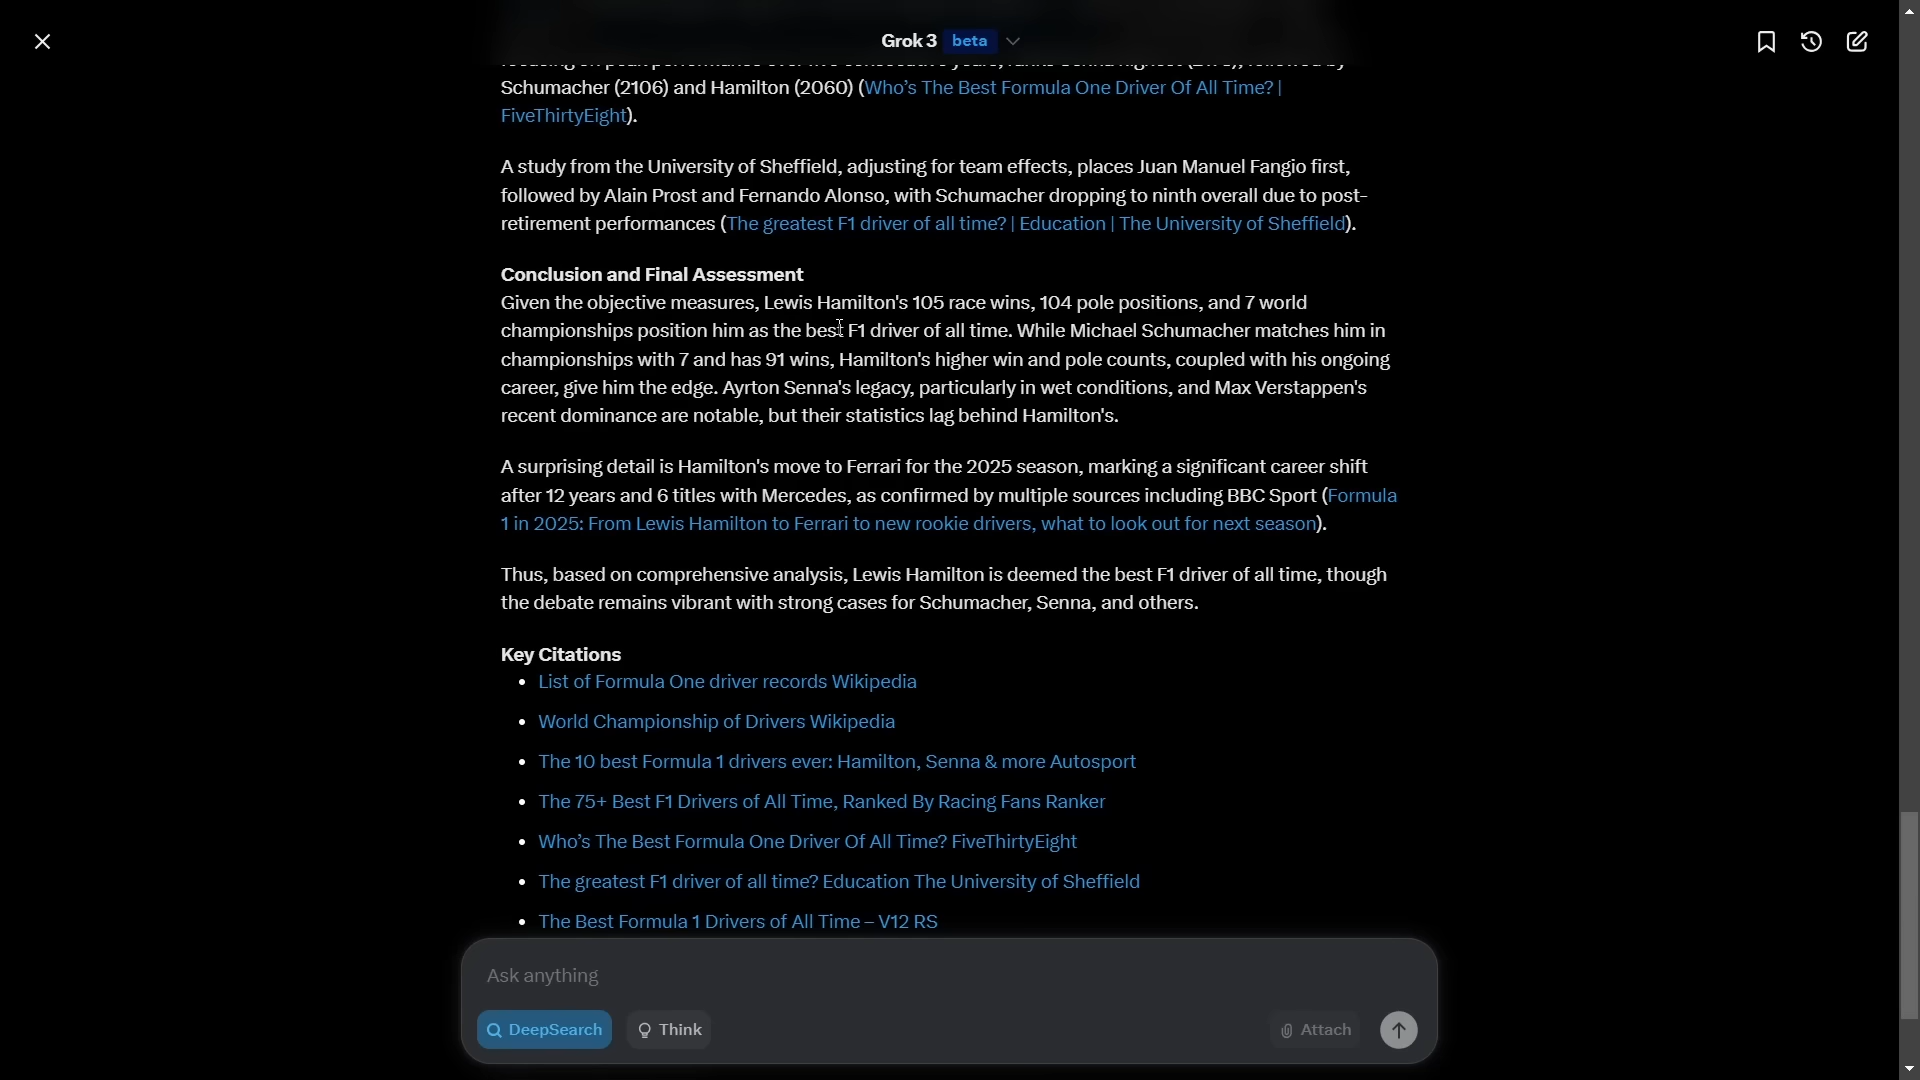 Grok 3 beta
Schumacher (2106) and Hamilton (2060) (Who’s The Best Formula One Driver Of All Time? |
FiveThirtyEight).
A study from the University of Sheffield, adjusting for team effects, places Juan Manuel Fangio first,
followed by Alain Prost and Fernando Alonso, with Schumacher dropping to ninth overall due to post-
retirement performances (The greatest F1 driver of all time? | Education | The University of Sheffield).
Conclusion and Final Assessment
Given the objective measures, Lewis Hamilton's 105 race wins, 104 pole positions, and 7 world
championships position him as the best F1 driver of all time. While Michael Schumacher matches him in
championships with 7 and has 91 wins, Hamilton's higher win and pole counts, coupled with his ongoing
career, give him the edge. Ayrton Senna's legacy, particularly in wet conditions, and Max Verstappen's
recent dominance are notable, but their statistics lag behind Hamilton's.
A surprising detail is Hamilton's move to Ferrari for the 2025 season, marking a significant career shift
after 12 years and 6 titles with Mercedes, as confirmed by multiple sources including BBC Sport (Formula
1 in 2025: From Lewis Hamilton to Ferrari to new rookie drivers, what to look out for next season).
Thus, based on comprehensive analysis, Lewis Hamilton is deemed the best F1 driver of all time, though
the debate remains vibrant with strong cases for Schumacher, Senna, and others.
Key Citations
• List of Formula One driver records Wikipedia
• World Championship of Drivers Wikipedia
• The 10 best Formula 1 drivers ever: Hamilton, Senna & more Autosport
• The 75+ Best F1 Drivers of All Time, Ranked By Racing Fans Ranker
• Who’s The Best Formula One Driver Of All Time? FiveThirtyEight
• The greatest F1 driver of all time? Education The University of Sheffield
• The Best Formula 1 Drivers of All Time – V12 RS
Ask anything
DeepSearch Think Attach